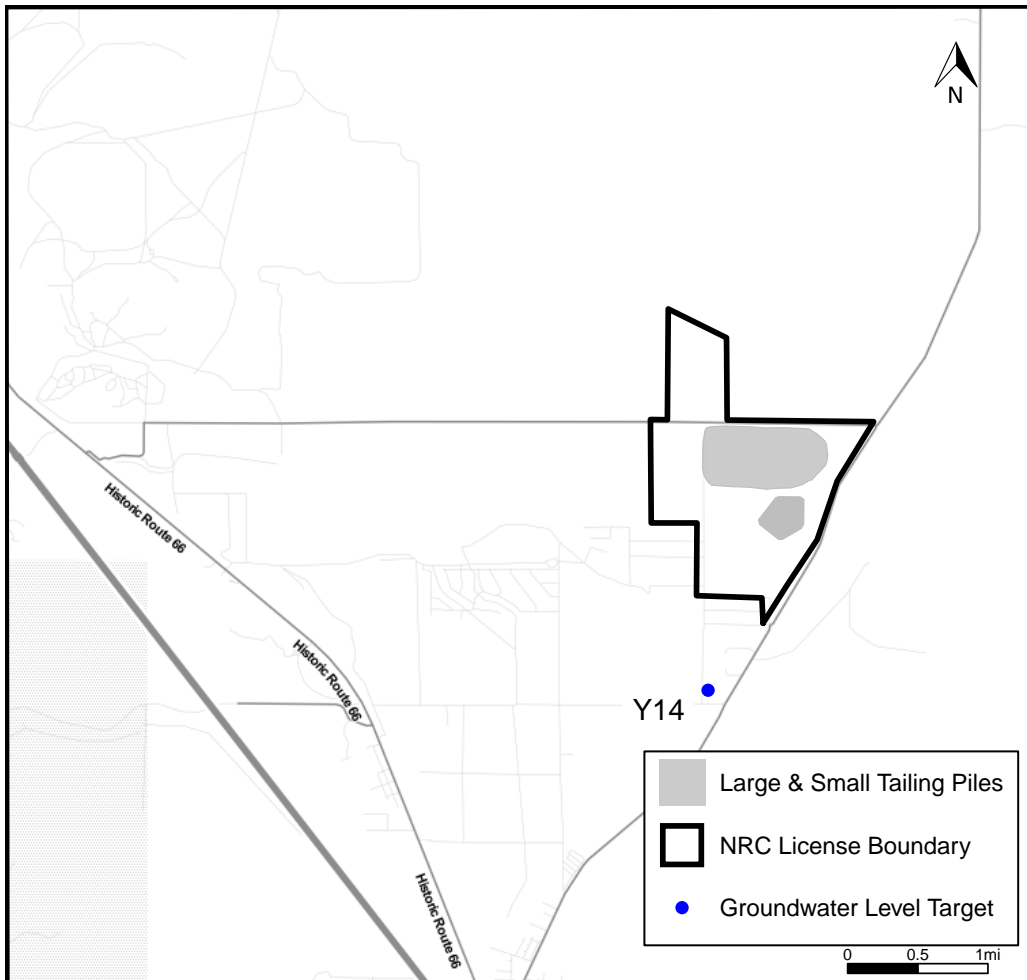 N
Historic Route 66
Historic Route 66
Y14
Large & Small Tailing Piles
NRC License Boundary
Groundwater Level Target
Historic Route 66
0 0.5 1mi